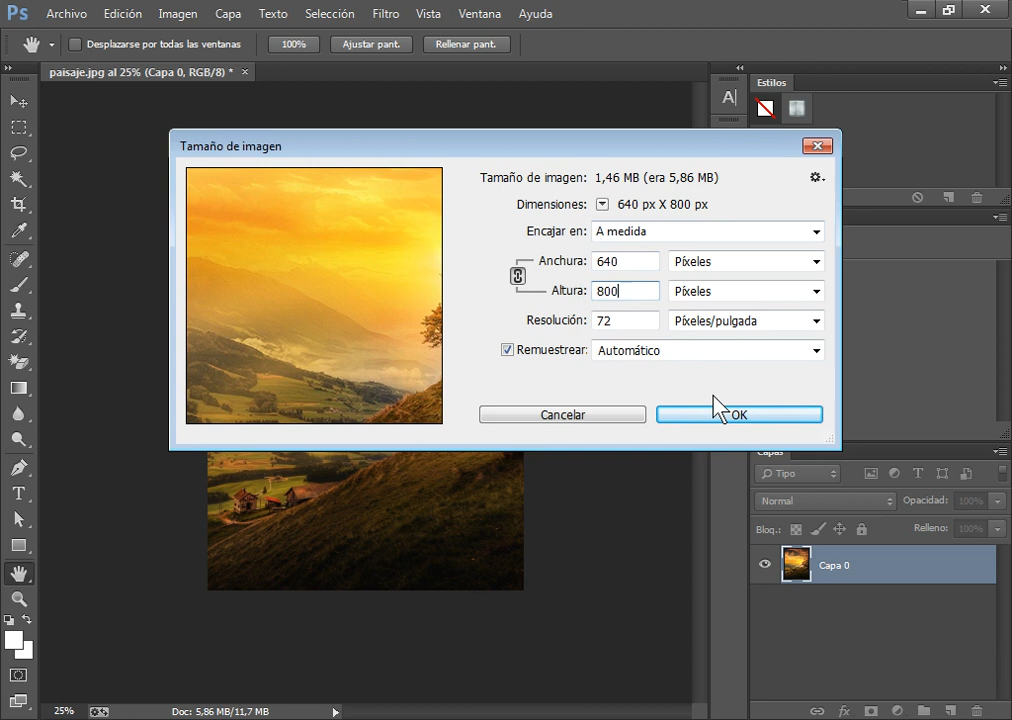 Ps Archivo Edición Imagen Capa Texto Selección Filtro Vista Ventana Ayuda
Desplazarse por todas las ventanas 100% Ajustar pant. Rellenar pant.
paisaje.jpg al 25% (Capa 0, RGB/8) * ×
Estilos
A|
Tamaño de imagen
Tamaño de imagen: 1,46 MB (era 5,86 MB)
Dimensiones: 640 px X 800 px
Encajar en: A medida
Anchura: 640 Píxeles
Altura: 800 Píxeles
Resolución: 72 Píxeles/pulgada
Remuestrear: Automático
Cancelar OK
Capas
Tipo
Normal Opacidad: 100%
Bloq.: Relleno: 100%
Capa 0
T
25% Doc: 5,86 MB/11,7 MB
fx